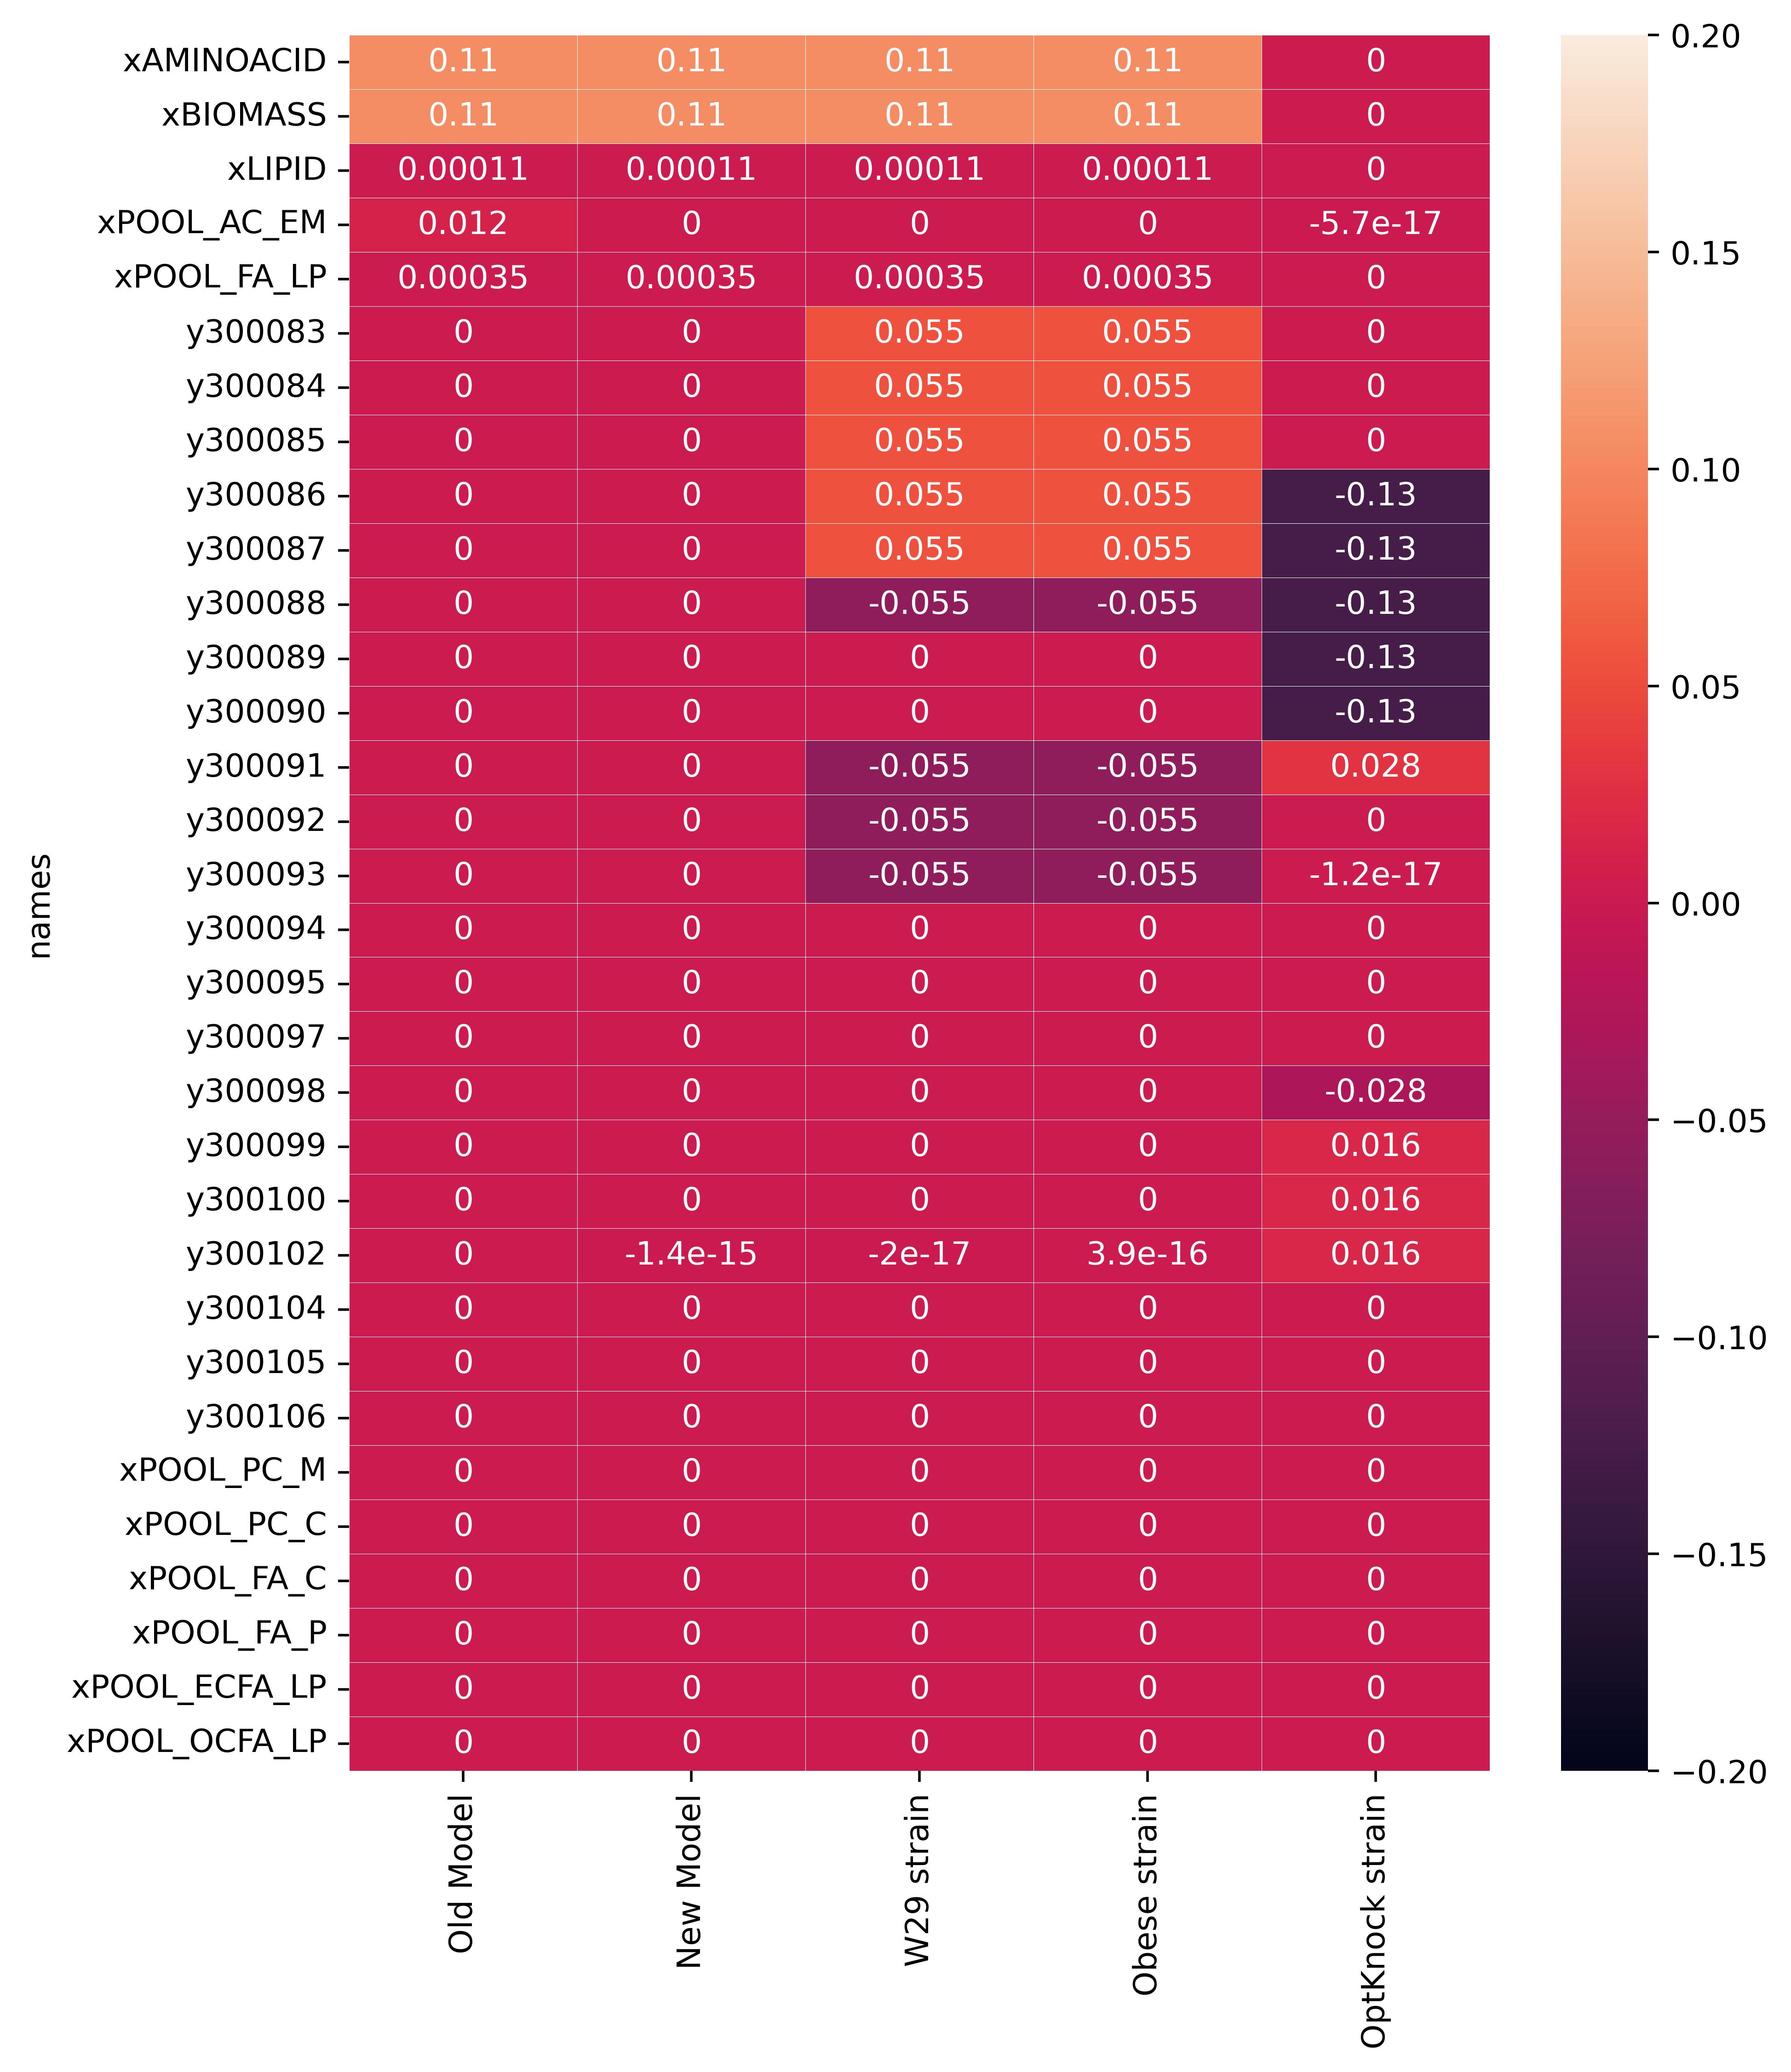 xAMINOACID 0.11 0.11 0.11 0.11 0
xBIOMASS 0.11 0.11 0.11 0.11 0
xLIPID 0.00011 0.00011 0.00011 0.00011 0
xPOOL_AC_EM 0.012 0 0 0 -5.7e-17
xPOOL_FA_LP 0.00035 0.00035 0.00035 0.00035 0
y300083 0 0 0.055 0.055 0
y300084 0 0 0.055 0.055 0
y300085 0 0 0.055 0.055 0
y300086 0 0 0.055 0.055 -0.13
y300087 0 0 0.055 0.055 -0.13
y300088 0 0 -0.055 -0.055 -0.13
y300089 0 0 0 0 -0.13
y300090 0 0 0 0 -0.13
y300091 0 0 -0.055 -0.055 0.028
y300092 0 0 -0.055 -0.055 0
y300093 0 0 -0.055 -0.055 -1.2e-17
y300094 0 0 0 0 0
y300095 0 0 0 0 0
y300097 0 0 0 0 0
y300098 0 0 0 0 -0.028
y300099 0 0 0 0 0.016
y300100 0 0 0 0 0.016
y300102 0 -1.4e-15 -2e-17 3.9e-16 0.016
y300104 0 0 0 0 0
y300105 0 0 0 0 0
y300106 0 0 0 0 0
xPOOL_PC_M 0 0 0 0 0
xPOOL_PC_C 0 0 0 0 0
xPOOL_FA_C 0 0 0 0 0
xPOOL_FA_P 0 0 0 0 0
xPOOL_ECFA_LP 0 0 0 0 0
xPOOL_OCFA_LP 0 0 0 0 0
names
Old Model
New Model
W29 strain
Obese strain
OptKnock strain
0.20
0.15
0.10
0.05
0.00
−0.05
−0.10
−0.15
−0.20